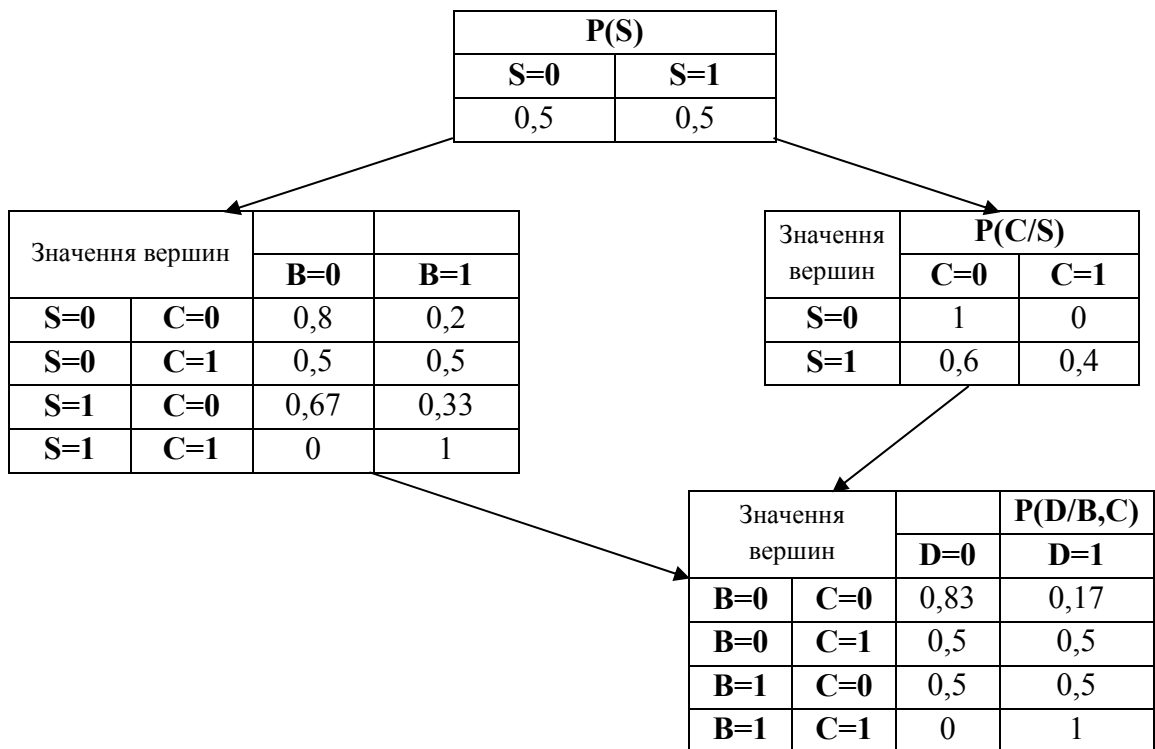 P(S)
S=0 S=1
0,5 0,5
Значення вершин
B=0 B=1
S=0 C=0 0,8 0,2
S=0 C=1 0,5 0,5
S=1 C=0 0,67 0,33
S=1 C=1 0 1
Значення
вершин
P(C/S)
C=0 C=1
S=0 1 0
S=1 0,6 0,4
Значення
вершин
P(D/B,C)
D=0 D=1
B=0 C=0 0,83 0,17
B=0 C=1 0,5 0,5
B=1 C=0 0,5 0,5
B=1 C=1 0 1